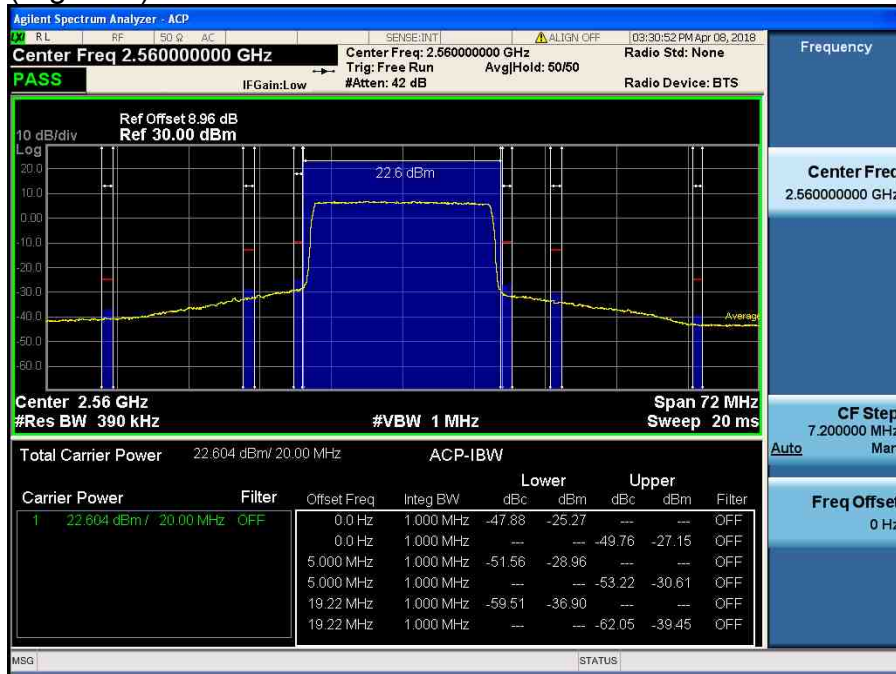 Agilent Spectrum Analyzer - ACP
LXI RL RF 50 Ω AC SENSE:INT ALIGN OFF 03:30:52 PM Apr 08, 2018
Center Freq 2.560000000 GHz
Center Freq: 2.560000000 GHz
Radio Std: None
Trig: Free Run Avg|Hold: 50/50
PASS
IFGain:Low
#Atten: 42 dB
Radio Device: BTS
Ref Offset 8.96 dB
10 dB/div Ref 30.00 dBm
Log
22.6 dBm
20.0
10.0
0.00
-10.0
-20.0
-30.0
-40.0
-50.0
-60.0
Average
Center 2.56 GHz Span 72 MHz
#Res BW 390 kHz #VBW 1 MHz Sweep 20 ms
Total Carrier Power 22.604 dBm/ 20.00 MHz ACP-IBW
Lower Upper
Carrier Power Filter Offset Freq Integ BW dBc dBm dBc dBm Filter
1 22.604 dBm / 20.00 MHz OFF 0.0 Hz 1.000 MHz -47.88 -25.27 --- --- OFF
0.0 Hz 1.000 MHz --- --- -49.76 -27.15 OFF
5.000 MHz 1.000 MHz -51.56 -28.96 --- --- OFF
5.000 MHz 1.000 MHz --- --- -53.22 -30.61 OFF
19.22 MHz 1.000 MHz -59.51 -36.90 --- --- OFF
19.22 MHz 1.000 MHz --- --- -62.05 -39.45 OFF
MSG STATUS
Frequency
Center Freq
2.560000000 GHz
CF Step
7.200000 MHz
Auto Man
Freq Offset
0 Hz